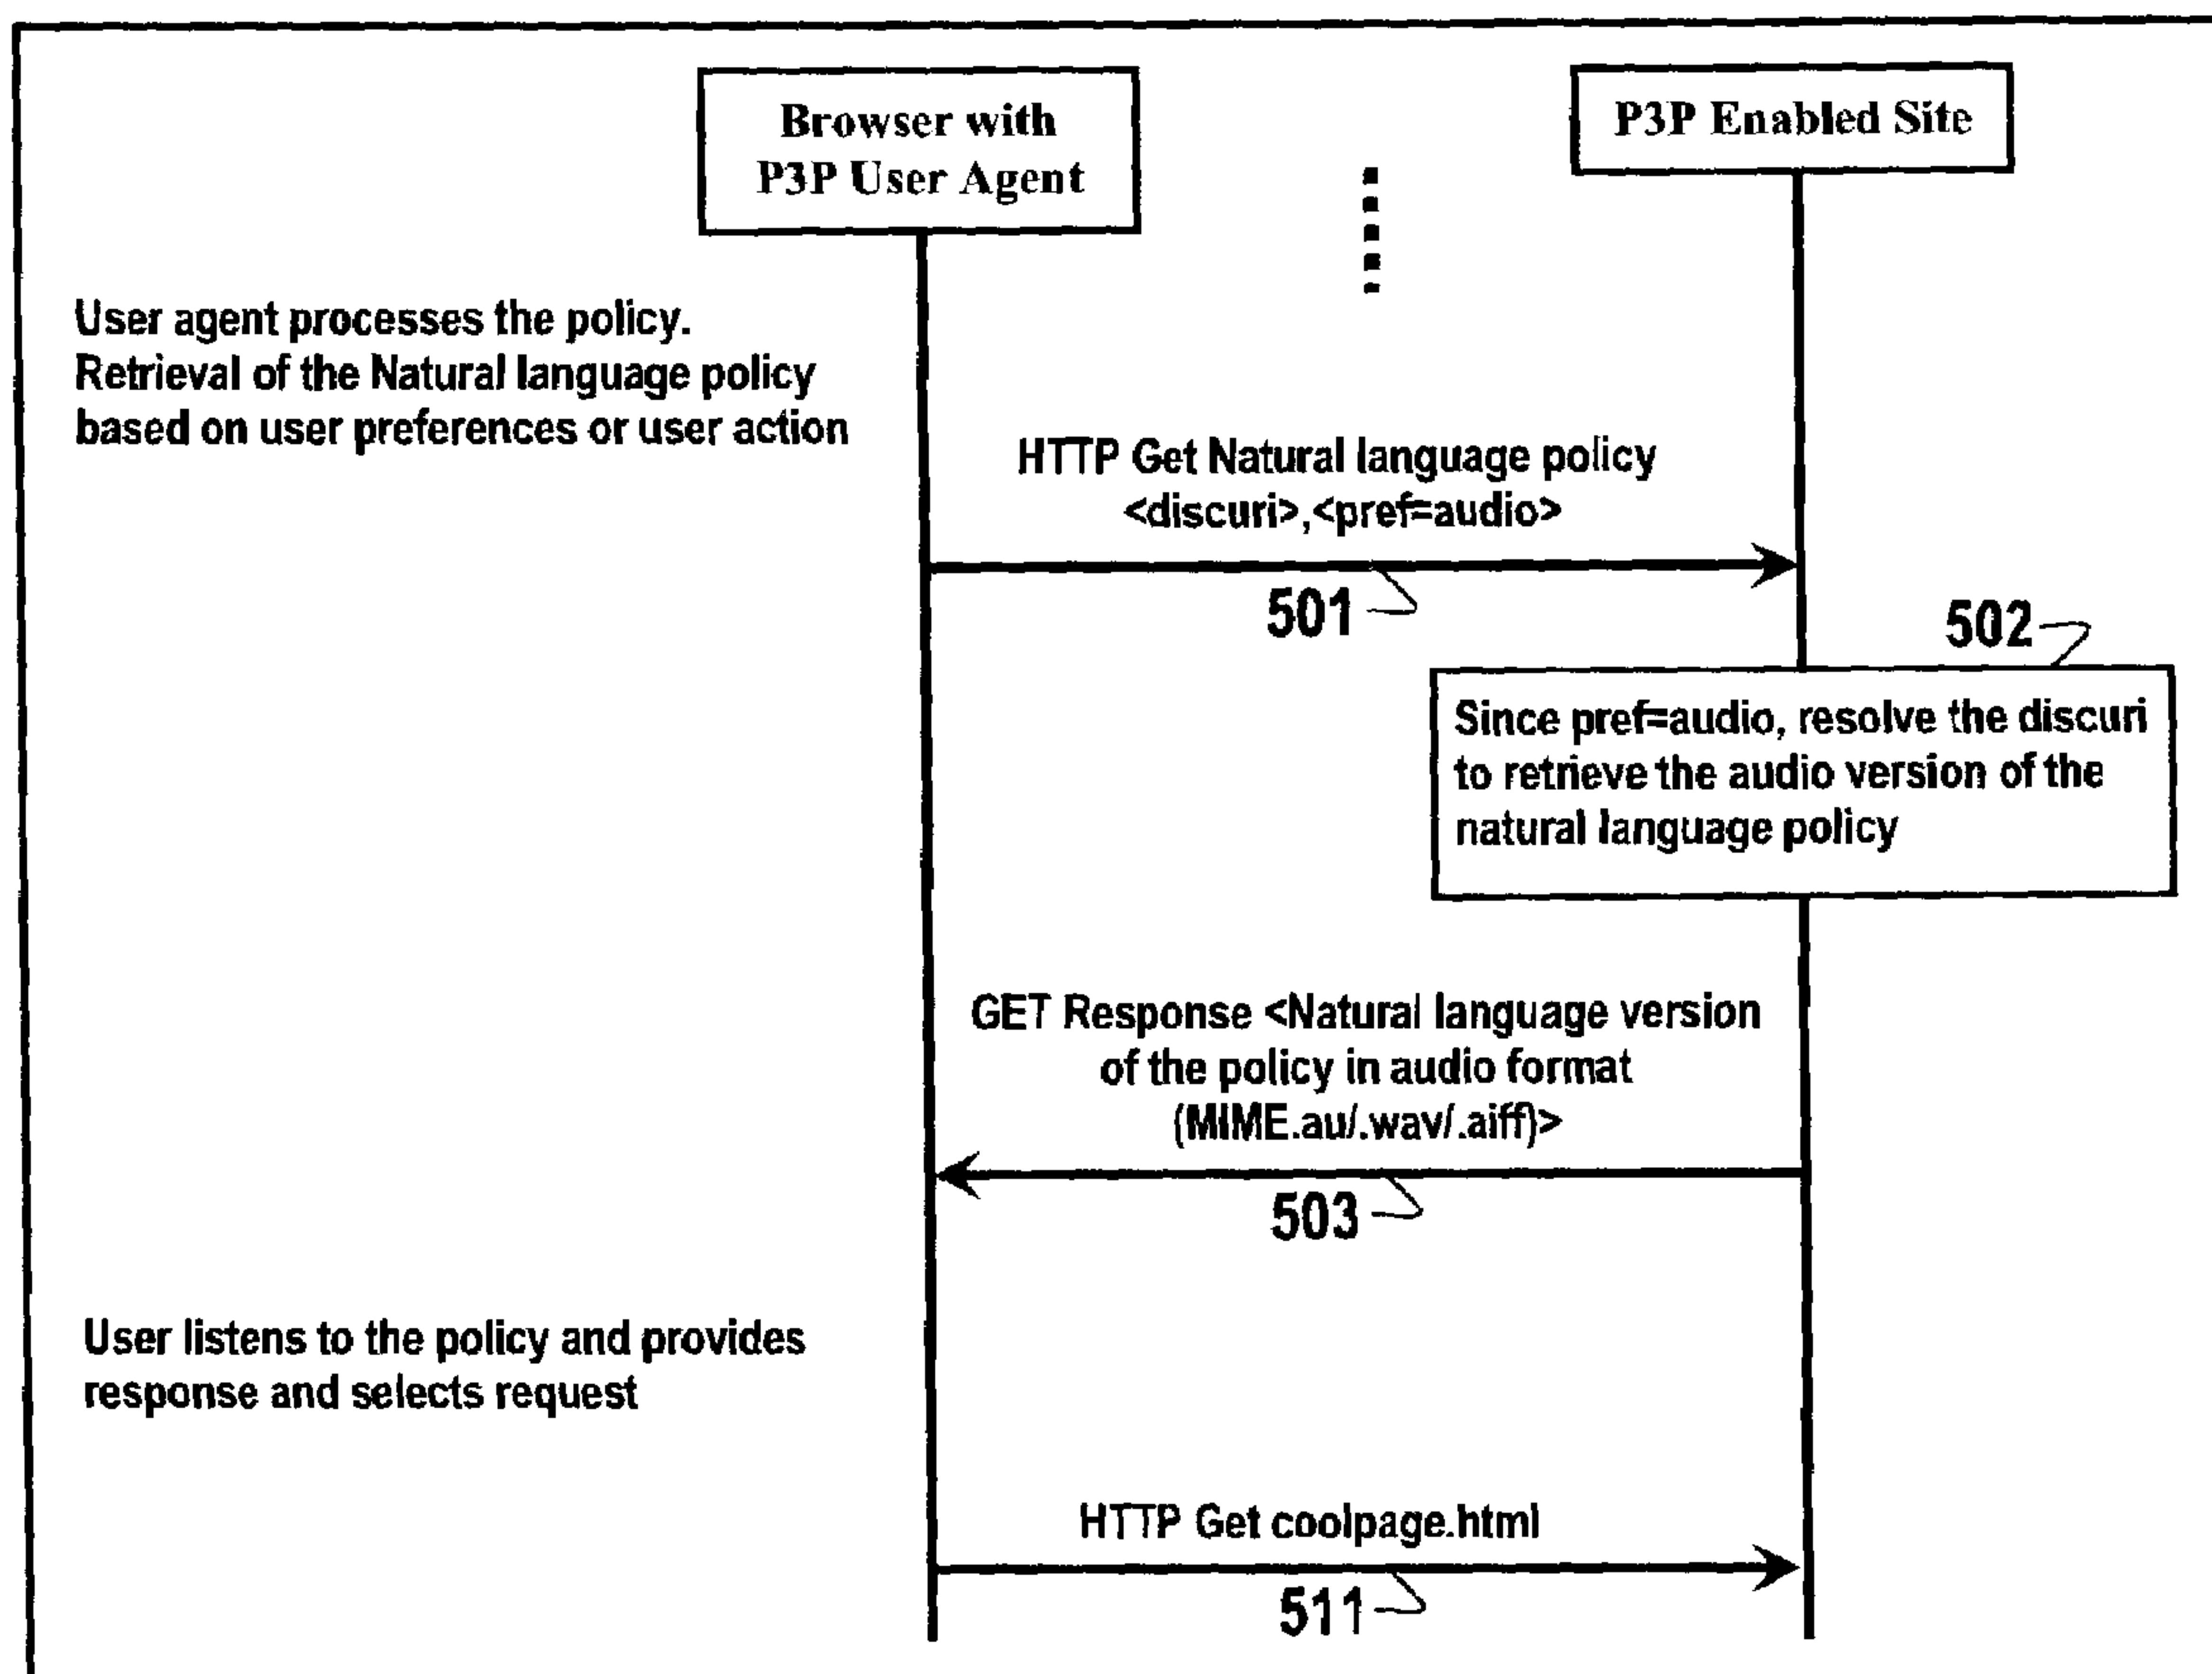 Browser with
P3P User Agent
P3P Enabled Site
User agent processes the policy.
Retrieval of the Natural language policy
based on user preferences or user action
HTTP Get Natural language policy
<discuri>,<pref=audio>
501
502
Since pref=audio, resolve the discuri
to retrieve the audio version of the
natural language policy
GET Response <Natural language version
of the policy in audio format
(MIME.au/.wav/.aiff)>
503
User listens to the policy and provides
response and selects request
HTTP Get coolpage.html
511